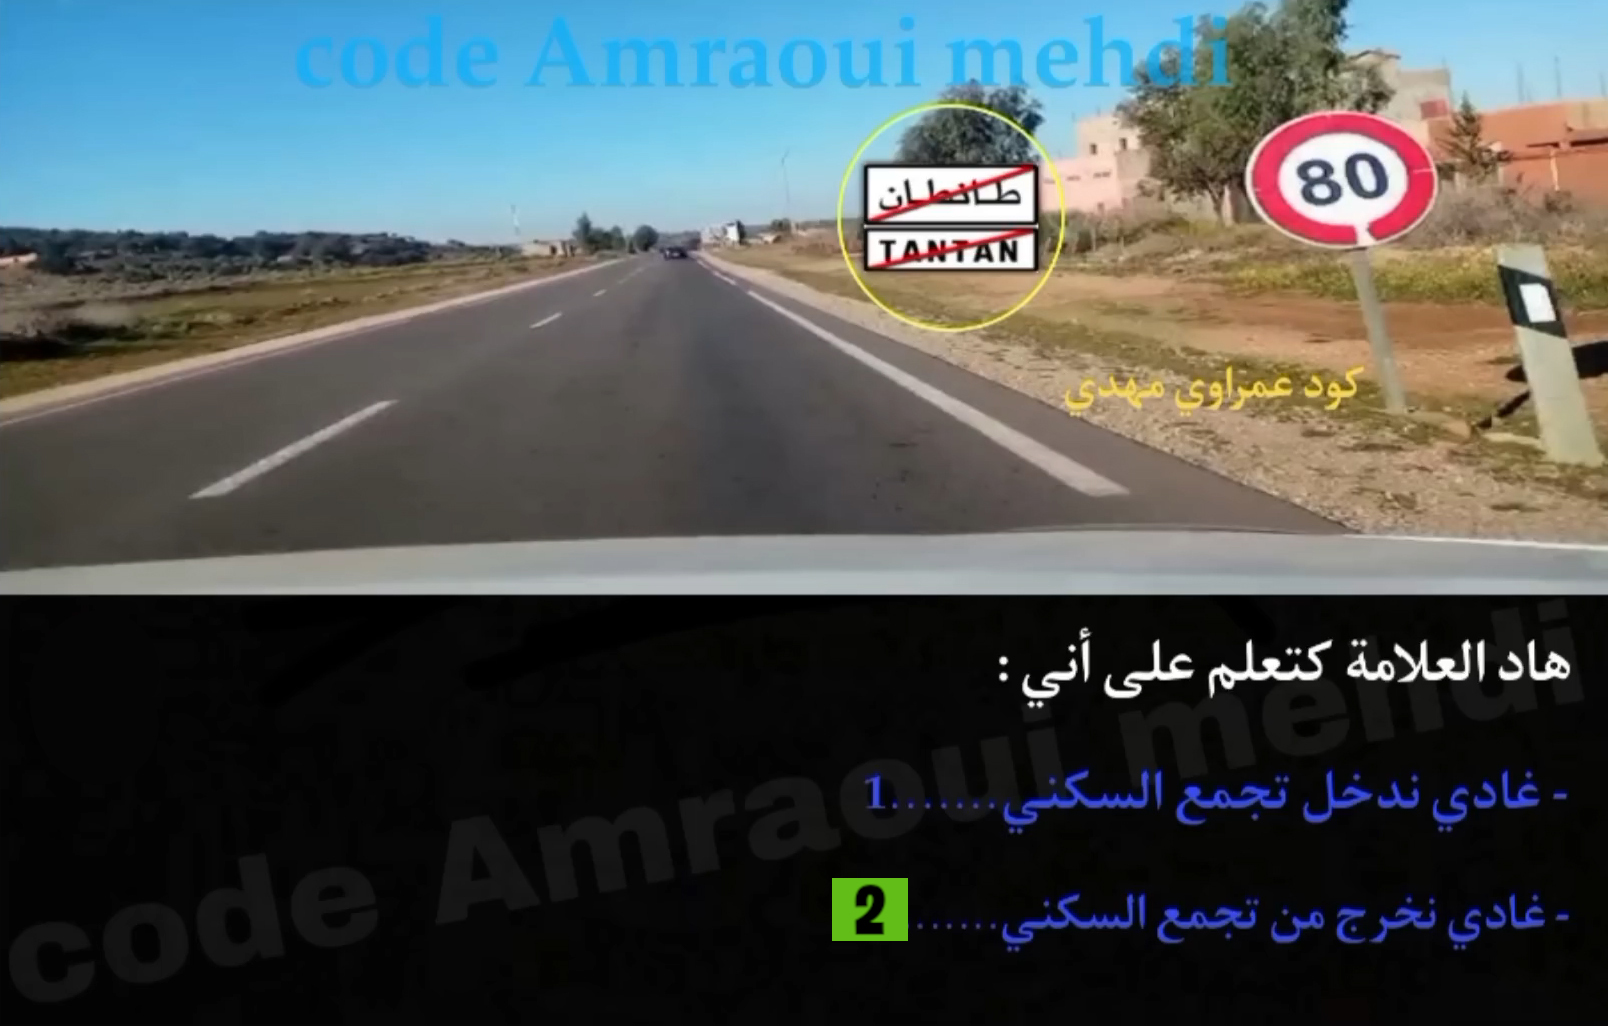 code Amraoui mehdi
طانطان
TANTAN
80
كود عمراوي مهدي
هاد العلامة كتعلم على أني :
- غادي ندخل تجمع السكني.......1
- غادي نخرج من تجمع السكني......2
code Amraoui mehdi